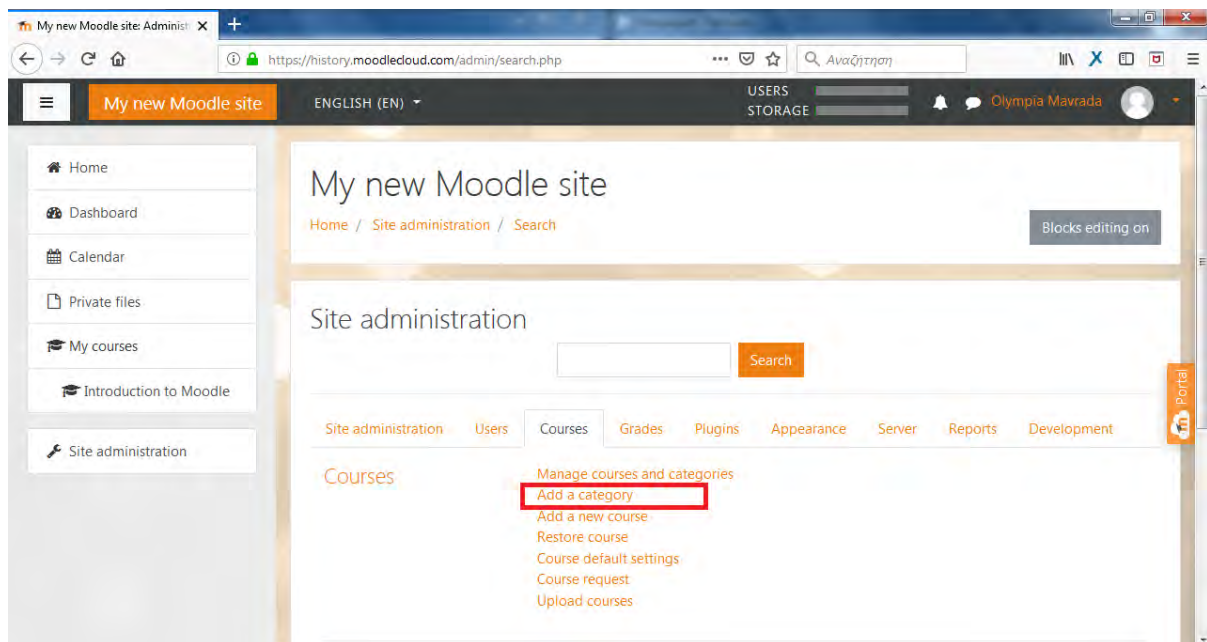 My new Moodle site: Administ
https://history.moodlecloud.com/admin/search.php
Αναζήτηση
My new Moodle site
ENGLISH (EN)
USERS
STORAGE
Olympia Mavrada
Home
Dashboard
Calendar
Private files
My courses
Introduction to Moodle
Site administration
My new Moodle site
Home / Site administration / Search
Blocks editing on
Site administration
Search
Portal
Site administration Users Courses Grades Plugins Appearance Server Reports Development
Courses
Manage courses and categories
Add a category
Add a new course
Restore course
Course default settings
Course request
Upload courses